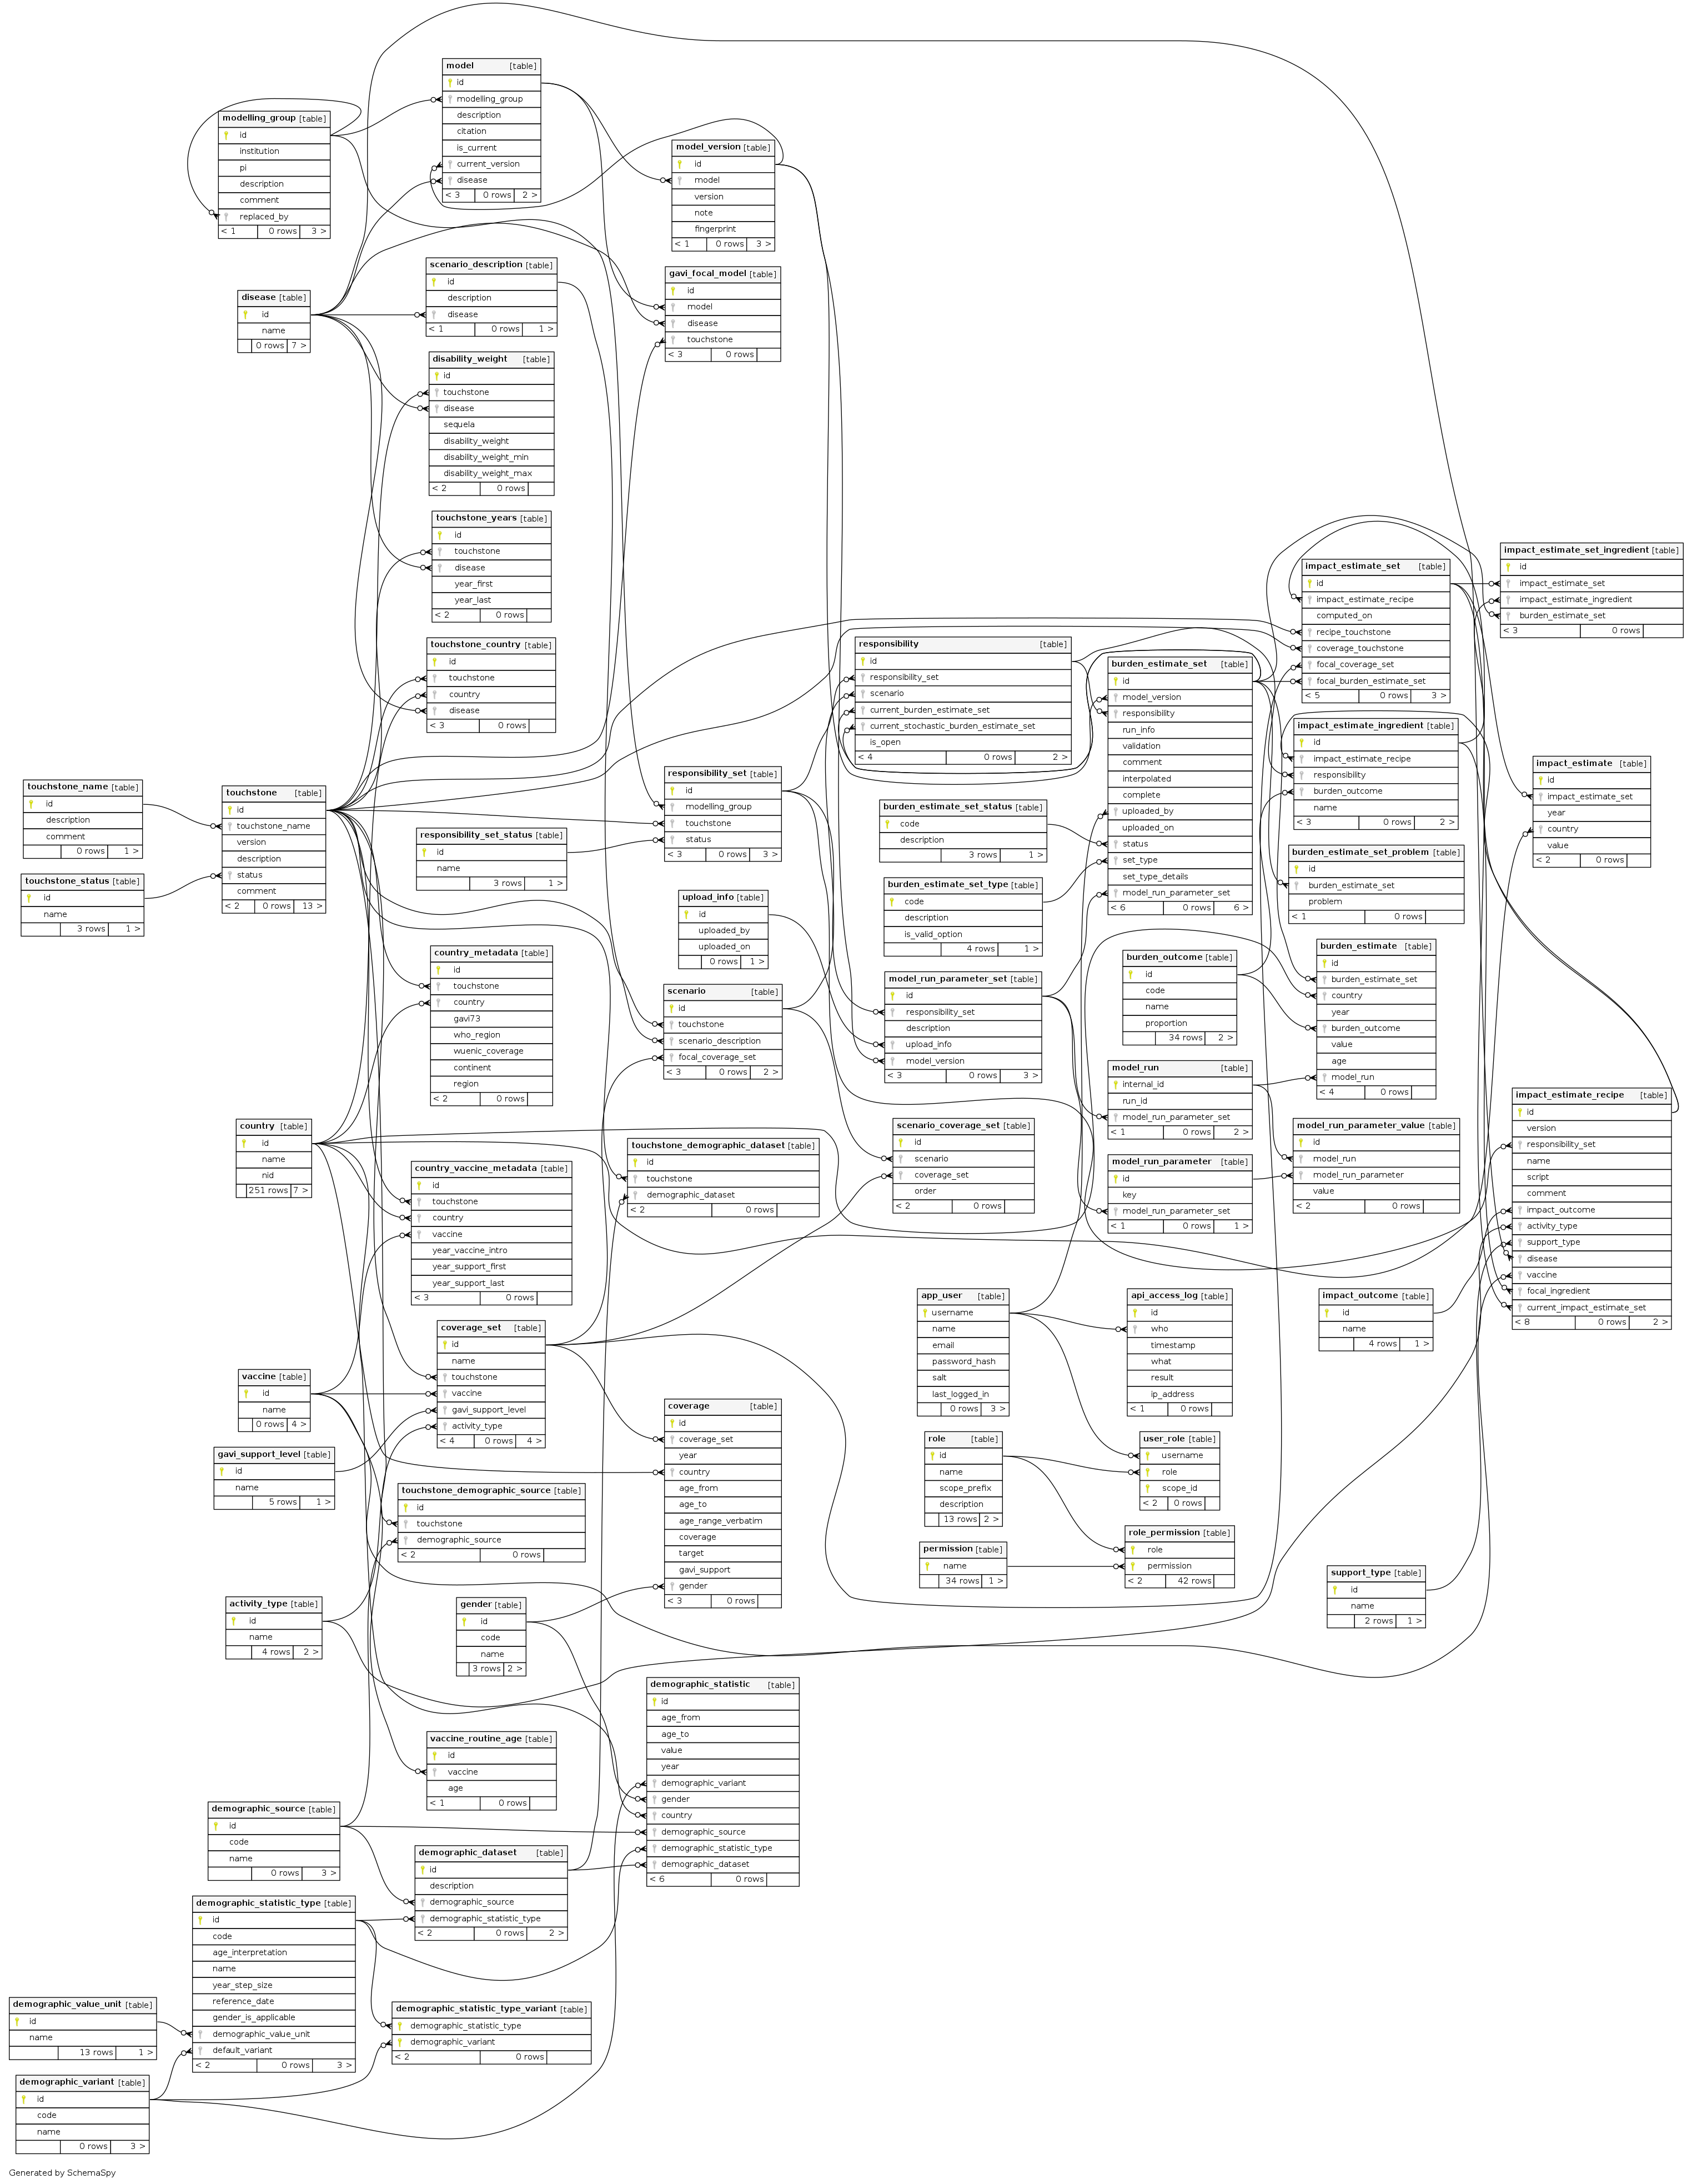 model [table]
id
modelling_group
description
citation
is_current
current_version
disease
< 3 0 rows 2 >
modelling_group [table]
id
institution
pi
description
comment
replaced_by
< 1 0 rows 3 >
model_version [table]
id
model
version
note
fingerprint
< 1 0 rows 3 >
scenario_description [table]
id
description
disease
< 1 0 rows 1 >
gavi_focal_model [table]
id
model
disease
touchstone
< 3 0 rows
disease [table]
id
name
0 rows 7 >
disability_weight [table]
id
touchstone
disease
sequela
disability_weight
disability_weight_min
disability_weight_max
< 2 0 rows
touchstone_years [table]
id
touchstone
disease
year_first
year_last
< 2 0 rows
impact_estimate_set_ingredient [table]
id
impact_estimate_set
impact_estimate_ingredient
burden_estimate_set
< 3 0 rows
impact_estimate_set [table]
id
impact_estimate_recipe
computed_on
recipe_touchstone
coverage_touchstone
focal_coverage_set
focal_burden_estimate_set
< 5 0 rows 3 >
touchstone_country [table]
id
touchstone
country
disease
< 3 0 rows
responsibility [table]
id
responsibility_set
scenario
current_burden_estimate_set
current_stochastic_burden_estimate_set
is_open
< 4 0 rows 2 >
burden_estimate_set [table]
id
model_version
responsibility
run_info
validation
comment
interpolated
complete
uploaded_by
uploaded_on
status
set_type
set_type_details
model_run_parameter_set
< 6 0 rows 6 >
impact_estimate_ingredient [table]
id
impact_estimate_recipe
responsibility
burden_outcome
name
< 3 0 rows 2 >
impact_estimate [table]
id
impact_estimate_set
year
country
value
< 2 0 rows
touchstone_name [table]
id
description
comment
0 rows 1 >
touchstone [table]
id
touchstone_name
version
description
status
comment
< 2 0 rows 13 >
responsibility_set [table]
id
modelling_group
touchstone
status
< 3 0 rows 3 >
touchstone_status [table]
id
name
3 rows 1 >
responsibility_set_status [table]
id
name
3 rows 1 >
burden_estimate_set_status [table]
code
description
3 rows 1 >
burden_estimate_set_problem [table]
id
burden_estimate_set
problem
< 1 0 rows
burden_estimate_set_type [table]
code
description
is_valid_option
4 rows 1 >
upload_info [table]
id
uploaded_by
uploaded_on
0 rows 1 >
country_metadata [table]
id
touchstone
country
gavi73
who_region
wuenic_coverage
continent
region
< 2 0 rows
burden_outcome [table]
id
code
name
proportion
34 rows 2 >
burden_estimate [table]
id
burden_estimate_set
country
year
burden_outcome
value
age
model_run
< 4 0 rows
model_run_parameter_set [table]
id
responsibility_set
description
upload_info
model_version
< 3 0 rows 3 >
scenario [table]
id
touchstone
scenario_description
focal_coverage_set
< 3 0 rows 2 >
model_run [table]
internal_id
run_id
model_run_parameter_set
< 1 0 rows 2 >
impact_estimate_recipe [table]
id
version
responsibility_set
name
script
comment
impact_outcome
activity_type
support_type
disease
vaccine
focal_ingredient
current_impact_estimate_set
< 8 0 rows 2 >
country [table]
id
name
nid
251 rows 7 >
scenario_coverage_set [table]
id
scenario
coverage_set
order
< 2 0 rows
model_run_parameter_value [table]
id
model_run
model_run_parameter
value
< 2 0 rows
touchstone_demographic_dataset [table]
id
touchstone
demographic_dataset
< 2 0 rows
model_run_parameter [table]
id
key
model_run_parameter_set
< 1 0 rows 1 >
country_vaccine_metadata [table]
id
touchstone
country
vaccine
year_vaccine_intro
year_support_first
year_support_last
< 3 0 rows
app_user [table]
username
name
email
password_hash
salt
last_logged_in
0 rows 3 >
api_access_log [table]
id
who
timestamp
what
result
ip_address
< 1 0 rows
impact_outcome [table]
id
name
4 rows 1 >
coverage_set [table]
id
name
touchstone
vaccine
gavi_support_level
activity_type
< 4 0 rows 4 >
vaccine [table]
id
name
0 rows 4 >
coverage [table]
id
coverage_set
year
country
age_from
age_to
age_range_verbatim
coverage
target
gavi_support
gender
< 3 0 rows
role [table]
id
name
scope_prefix
description
13 rows 2 >
user_role [table]
username
role
scope_id
< 2 0 rows
gavi_support_level [table]
id
name
5 rows 1 >
touchstone_demographic_source [table]
id
touchstone
demographic_source
< 2 0 rows
role_permission [table]
role
permission
< 2 42 rows
permission [table]
name
34 rows 1 >
support_type [table]
id
name
2 rows 1 >
activity_type [table]
id
name
4 rows 2 >
gender [table]
id
code
name
3 rows 2 >
demographic_statistic [table]
id
age_from
age_to
value
year
demographic_variant
gender
country
demographic_source
demographic_statistic_type
demographic_dataset
< 6 0 rows
vaccine_routine_age [table]
id
vaccine
age
< 1 0 rows
demographic_source [table]
id
code
name
0 rows 3 >
demographic_dataset [table]
id
description
demographic_source
demographic_statistic_type
< 2 0 rows 2 >
demographic_statistic_type [table]
id
code
age_interpretation
name
year_step_size
reference_date
gender_is_applicable
demographic_value_unit
default_variant
< 2 0 rows 3 >
demographic_value_unit [table]
id
name
13 rows 1 >
demographic_statistic_type_variant [table]
demographic_statistic_type
demographic_variant
< 2 0 rows
demographic_variant [table]
id
code
name
0 rows 3 >
Generated by SchemaSpy